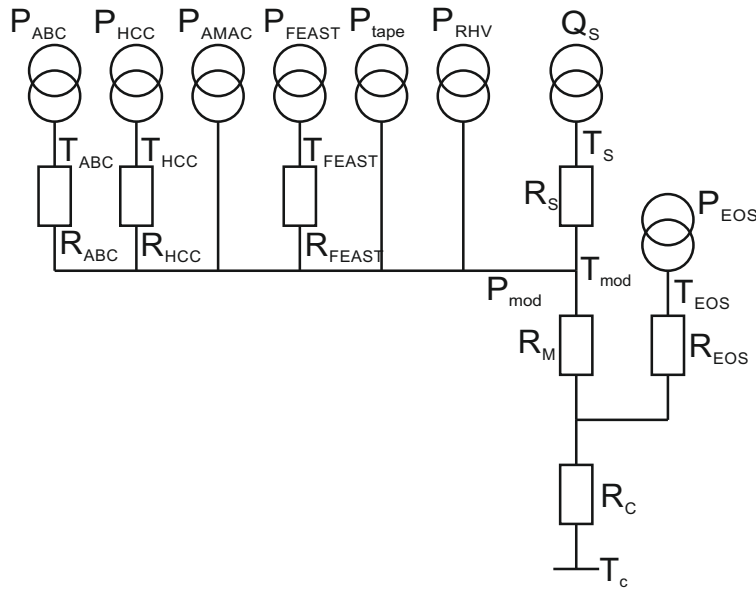 P_ABC P_HCC P_AMAC P_FEAST P_tape P_RHV Q_S
T_ABC T_HCC T_FEAST T_S
R_S P_EOS
R_ABC R_HCC R_FEAST
P_mod T_mod T_EOS
R_M R_EOS
R_C
T_c